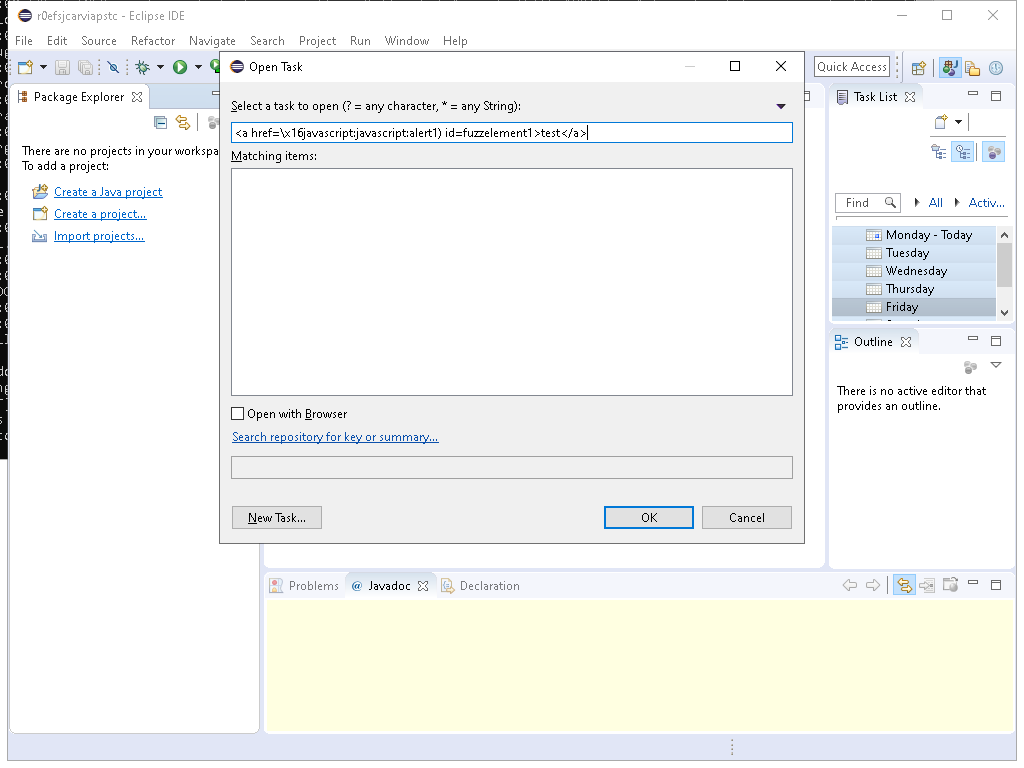 r0efsjcarviapstc - Eclipse IDE
File Edit Source Refactor Navigate Search Project Run Window Help
Quick Access
Package Explorer
There are no projects in your workspa
To add a project:
Create a Java project
Create a project...
Import projects...
Open Task
Select a task to open (? = any character, * = any String):
<a href=\x16javascript:javascript:alert1) id=fuzzelement1>test</a>
Matching items:
Open with Browser
Search repository for key or summary...
New Task...
OK
Cancel
Task List
Find
All
Activ...
Monday - Today
Tuesday
Wednesday
Thursday
Friday
Outline
There is no active editor that
provides an outline.
Problems
@ Javadoc
Declaration